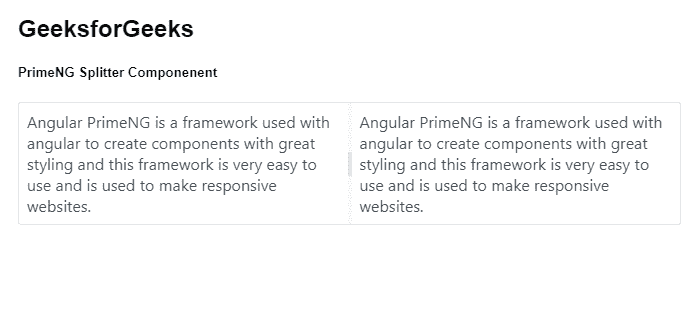 GeeksforGeeks
PrimeNG Splitter Componenent
Angular PrimeNG is a framework used with
angular to create components with great
styling and this framework is very easy to
use and is used to make responsive
websites.
Angular PrimeNG is a framework used with
angular to create components with great
styling and this framework is very easy to
use and is used to make responsive
websites.